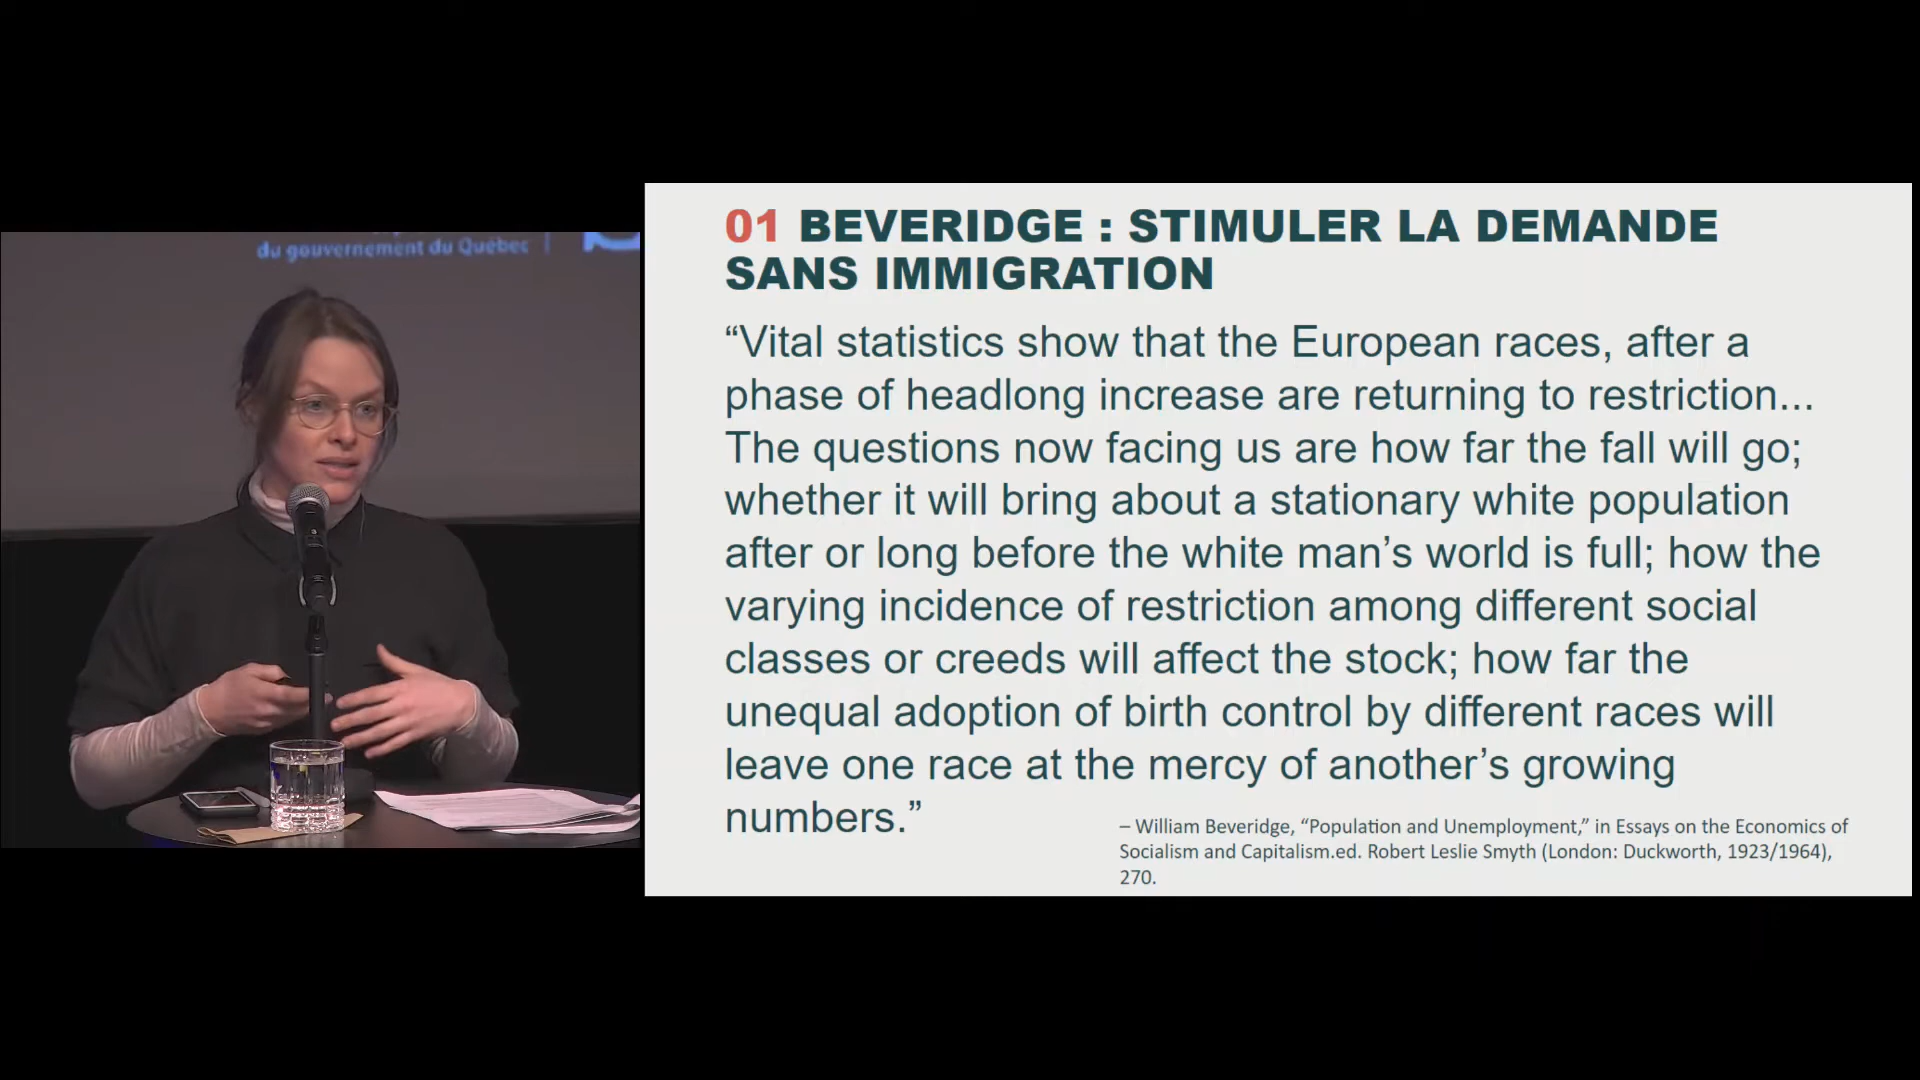 du gouvernement du Québec
01 BEVERIDGE : STIMULER LA DEMANDE
SANS IMMIGRATION
“Vital statistics show that the European races, after a
phase of headlong increase are returning to restriction...
The questions now facing us are how far the fall will go;
whether it will bring about a stationary white population
after or long before the white man’s world is full; how the
varying incidence of restriction among different social
classes or creeds will affect the stock; how far the
unequal adoption of birth control by different races will
leave one race at the mercy of another’s growing
numbers.”
– William Beveridge, “Population and Unemployment,” in Essays on the Economics of
Socialism and Capitalism.ed. Robert Leslie Smyth (London: Duckworth, 1923/1964),
270.